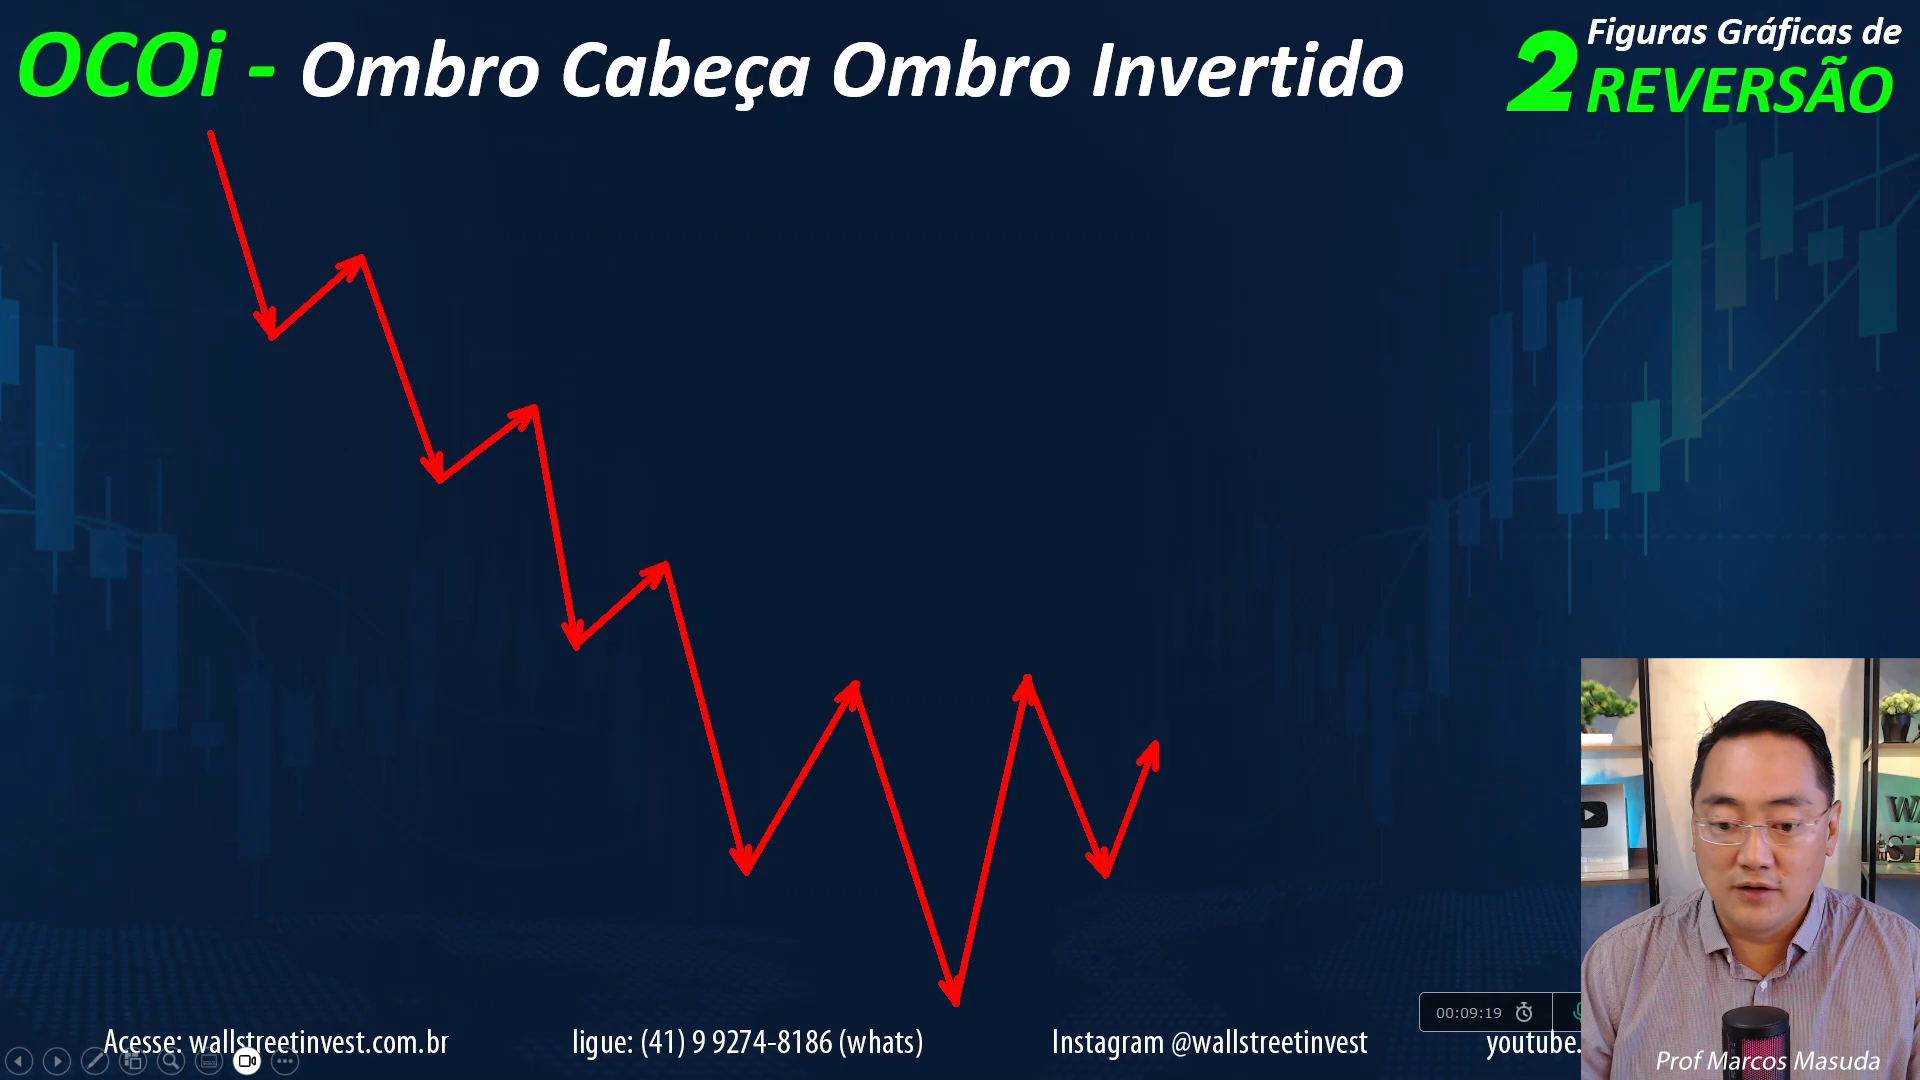 OCOi - Ombro Cabeça Ombro Invertido
2 Figuras Gráficas de
REVERSÃO
00:09:19
Acesse: wallstreetinvest.com.br
ligue: (41) 9 9274-8186 (whats)
Instagram @wallstreetinvest
youtube.
Prof Marcos Masuda